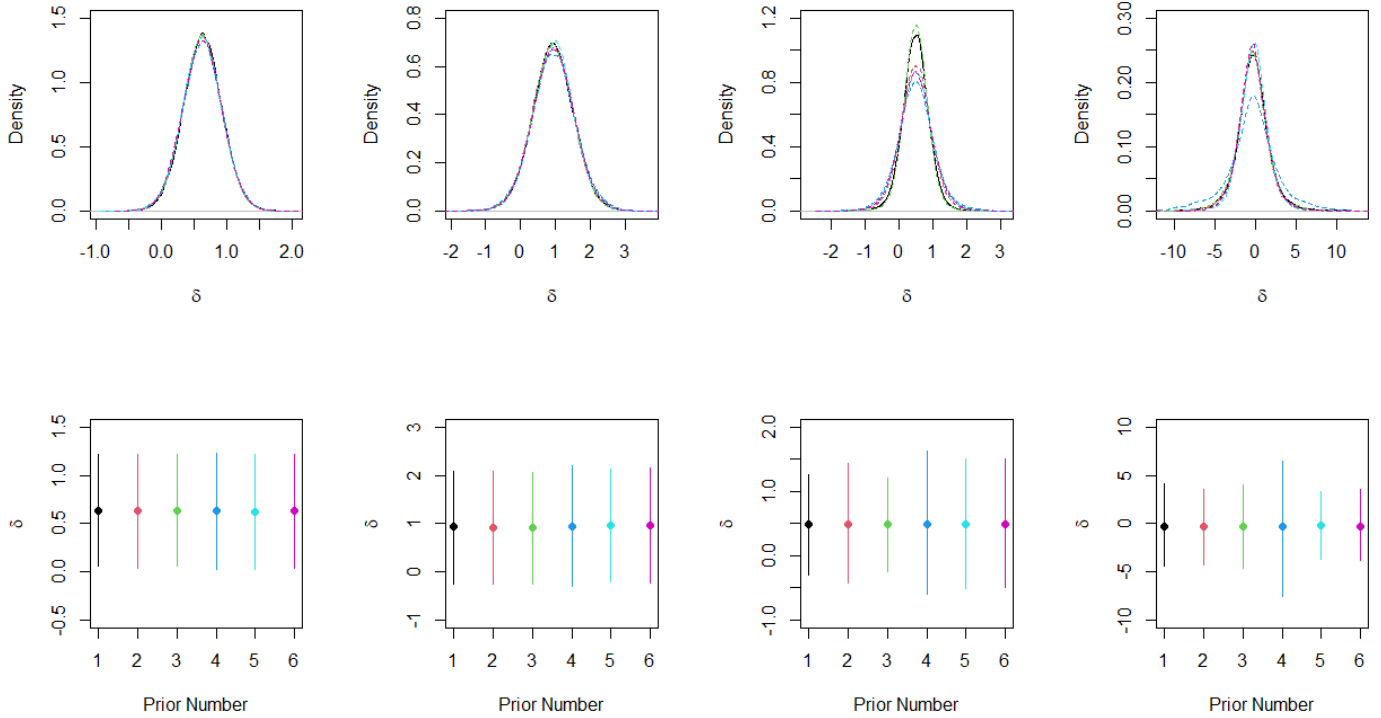 Density
1.5
1.0
0.5
0.0
-1.0 0.0 1.0 2.0
δ
Density
0.8
0.6
0.4
0.2
0.0
-2 -1 0 1 2 3
δ
Density
1.2
0.8
0.4
0.0
-2 -1 0 1 2 3
δ
Density
0.30
0.20
0.10
0.00
-10 -5 0 5 10
δ
δ
1.5
1.0
0.5
0.0
-0.5
1 2 3 4 5 6
Prior Number
δ
3
2
1
0
-1
1 2 3 4 5 6
Prior Number
δ
2.0
1.0
0.0
-1.0
1 2 3 4 5 6
Prior Number
δ
10
5
0
-5
-10
1 2 3 4 5 6
Prior Number